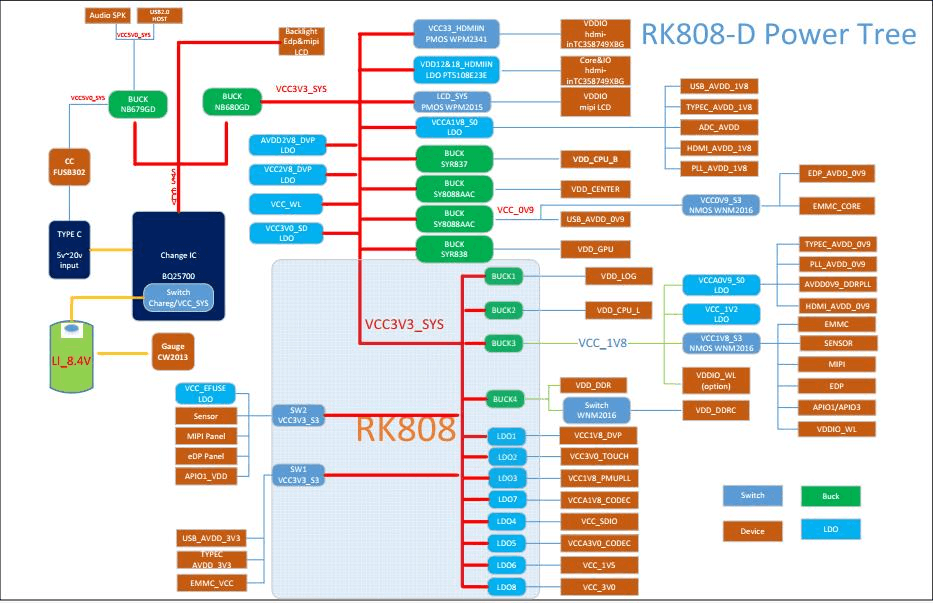 RK808-D Power Tree
Audio SPK
USB2.0
HOST
VCC5V0_SYS
VCC5V0_SYS
BUCK
NB679GD
BUCK
NB680GD
VCC3V3_SYS
Backlight
Edp&mipi
LCD
CC
FUSB302
TYPE C
5v~20v
input
Change IC
BQ25700
Switch
Chareg/VCC_SYS
LI_8.4V
Gauge
CW2013
AVDD2V8_DVP
LDO
VCC2V8_DVP
LDO
VCC_WL
VCC3V0_SD
LDO
VCC33_HDMIIN
PMOS WPM2341
VDD12&18_HDMIIN
LDO PT5108E23E
LCD_SYS
PMOS WPM2015
VCCA1V8_S0
LDO
BUCK
SYR837
BUCK
SY8088AAC
BUCK
SY8088AAC
BUCK
SYR838
VDDIO
hdmi-
inTC358749XBG
Core&IO
hdmi-
inTC358749XBG
VDDIO
mipi LCD
USB_AVDD_1V8
TYPEC_AVDD_1V8
ADC_AVDD
HDMI_AVDD_1V8
PLL_AVDD_1V8
VDD_CPU_B
VDD_CENTER
VCC_0V9
USB_AVDD_0V9
VDD_GPU
VCC0V9_S3
NMOS WNM2016
EDP_AVDD_0V9
EMMC_CORE
VCC3V3_SYS
RK808
BUCK1
VDD_LOG
BUCK2
VDD_CPU_L
BUCK3
VCC_1V8
BUCK4
VDD_DDR
Switch
WNM2016
VDD_DDRC
VCCA0V9_S0
LDO
VCC_1V2
LDO
VCC1V8_S3
NMOS WNM2016
VDDIO_WL
(option)
TYPEC_AVDD_0V9
PLL_AVDD_0V9
AVDD0V9_DDRPLL
HDMI_AVDD_0V9
EMMC
SENSOR
MIPI
EDP
APIO1/APIO3
VDDIO_WL
VCC_EFUSE
LDO
Sensor
MIPI Panel
eDP Panel
APIO1_VDD
SW2
VCC3V3_S3
SW1
VCC3V3_S3
USB_AVDD_3V3
TYPEC
AVDD_3V3
EMMC_VCC
LDO1
VCC1V8_DVP
LDO2
VCC3V0_TOUCH
LDO3
VCC1V8_PMUPLL
LDO7
VCCA1V8_CODEC
LDO4
VCC_SDIO
LDO5
VCCA3V0_CODEC
LDO6
VCC_1V5
LDO8
VCC_3V0
Switch
Buck
Device
LDO